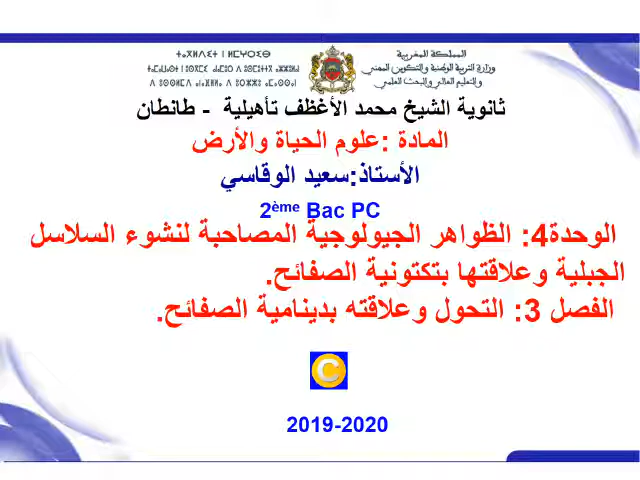 المملكة المغربية
وزارة التربية الوطنية والتكوين المهني
والتعليم العالي والبحث العلمي
ثانوية الشيخ محمد الأغظف تأهيلية - طانطان
المادة :علوم الحياة والأرض
الأستاذ:سعيد الوقاسي
2ème Bac PC
الوحدة4: الظواهر الجيولوجية المصاحبة لنشوء السلاسل
الجبلية وعلاقتها بتكتونية الصفائح.
الفصل 3: التحول وعلاقته بدينامية الصفائح.
C
2019-2020